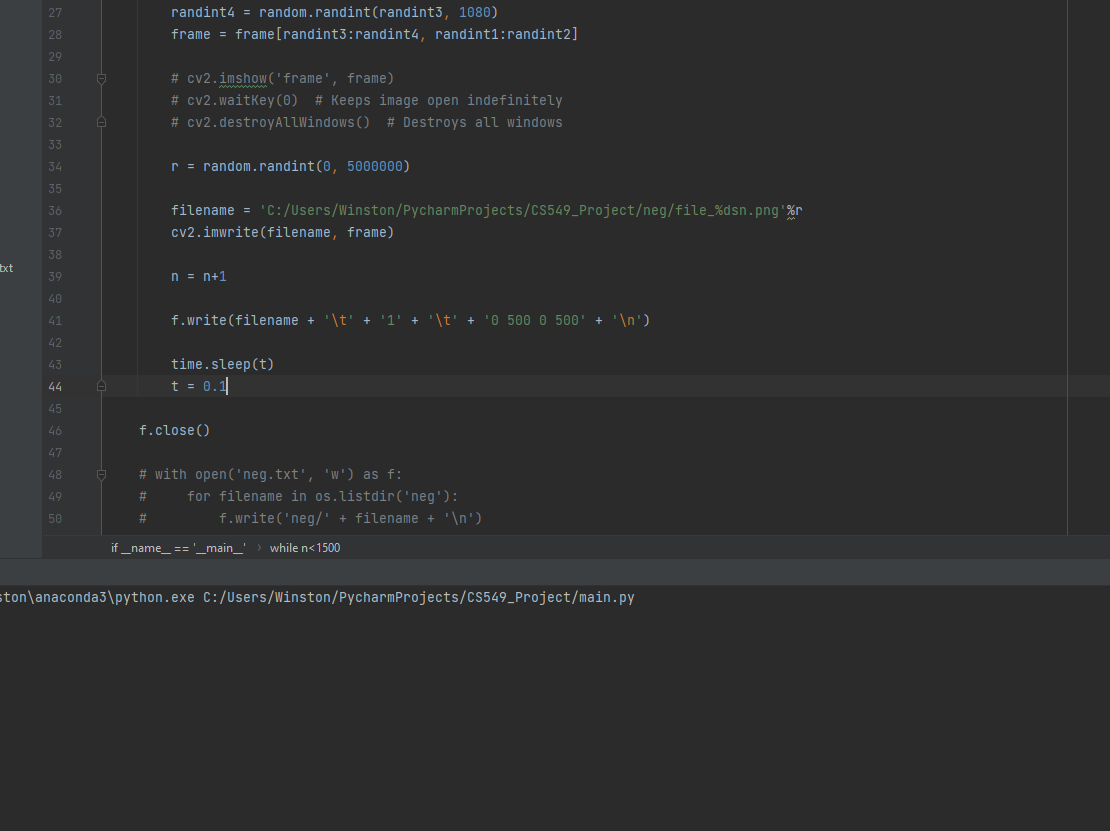 27 randint4 = random.randint(randint3, 1080)
28 frame = frame[randint3:randint4, randint1:randint2]
29
30 # cv2.imshow('frame', frame)
31 # cv2.waitKey(0)  # Keeps image open indefinitely
32 # cv2.destroyAllWindows()  # Destroys all windows
33
34 r = random.randint(0, 5000000)
35
36 filename = 'C:/Users/Winston/PycharmProjects/CS549_Project/neg/file_%dsn.png'%r
37 cv2.imwrite(filename, frame)
38
txt
39 n = n+1
40
41 f.write(filename + '\t' + '1' + '\t' + '0 500 0 500' + '\n')
42
43 time.sleep(t)
44 t = 0.1
45
46 f.close()
47
48 # with open('neg.txt', 'w') as f:
49 #     for filename in os.listdir('neg'):
50 #         f.write('neg/' + filename + '\n')
if __name__ == '__main__' › while n<1500
ston\anaconda3\python.exe C:/Users/Winston/PycharmProjects/CS549_Project/main.py